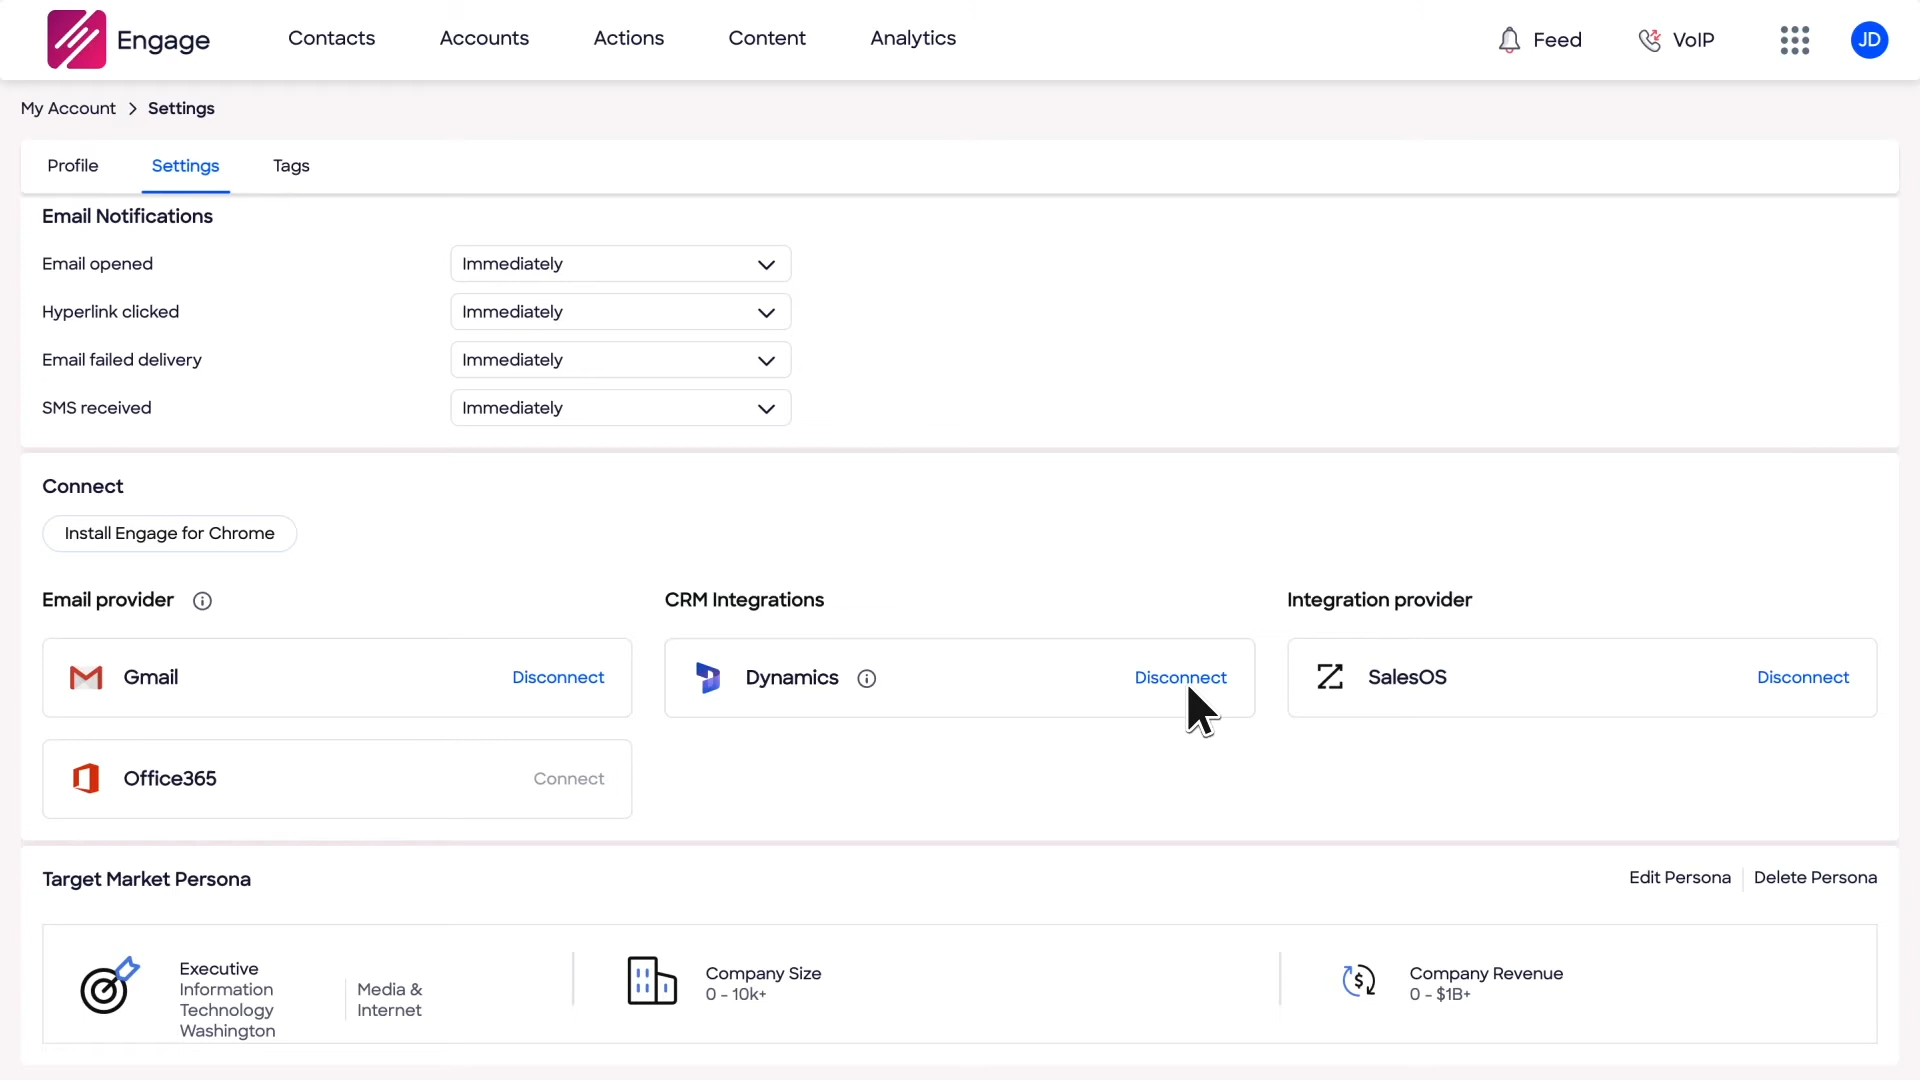 Engage
Contacts
Accounts
Actions
Content
Analytics
Feed
VoIP
JD
My Account > Settings
Profile
Settings
Tags
Email Notifications
Email opened
Immediately
Hyperlink clicked
Immediately
Email failed delivery
Immediately
SMS received
Immediately
Connect
Install Engage for Chrome
Email provider
CRM Integrations
Integration provider
Gmail
Disconnect
Dynamics
Disconnect
SalesOS
Disconnect
Office365
Connect
Target Market Persona
Edit Persona
Delete Persona
Executive
Information
Technology
Washington
Media &
Internet
Company Size
0 - 10k+
Company Revenue
0 - $1B+